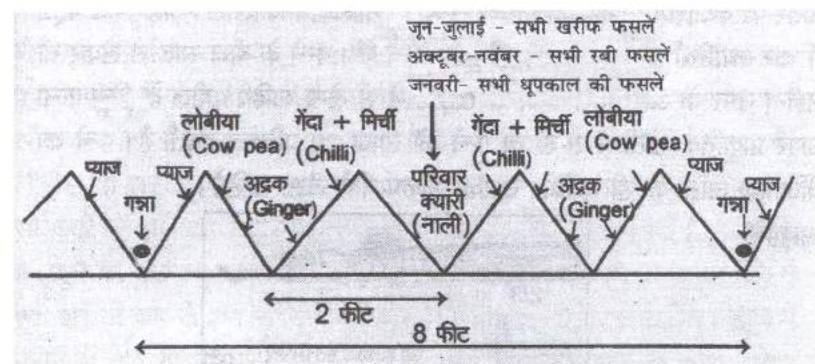 जून-जुलाई - सभी खरीफ फसलें
अक्टूबर-नवंबर - सभी रबी फसलें
जनवरी- सभी धूपकाल की फसलें
लोबीया
(Cow pea)
गेंदा + मिर्ची
(Chilli)
गेंदा + मिर्ची
(Chilli)
लोबीया
(Cow pea)
प्याज
गन्ना
प्याज
अद्रक
(Ginger)
परिवार
क्यारी
(नाली)
अद्रक
(Ginger)
प्याज
गन्ना
प्याज
2 फीट
8 फीट